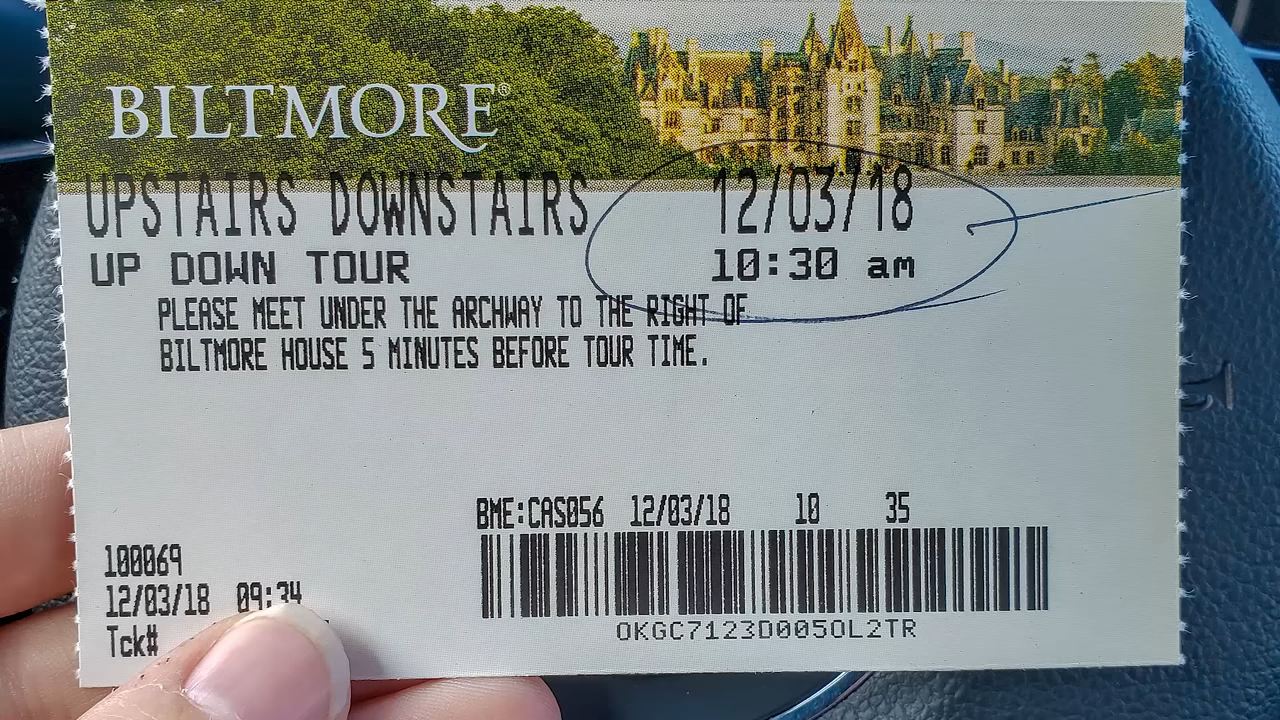 BILTMORE®
UPSTAIRS DOWNSTAIRS 12/03/18
UP DOWN TOUR 10:30 am
PLEASE MEET UNDER THE ARCHWAY TO THE RIGHT OF
BILTMORE HOUSE 5 MINUTES BEFORE TOUR TIME.
BME:CAS056 12/03/18 10 35
100069
12/03/18 09:34
Tck#
OKGC7123D0050L2TR